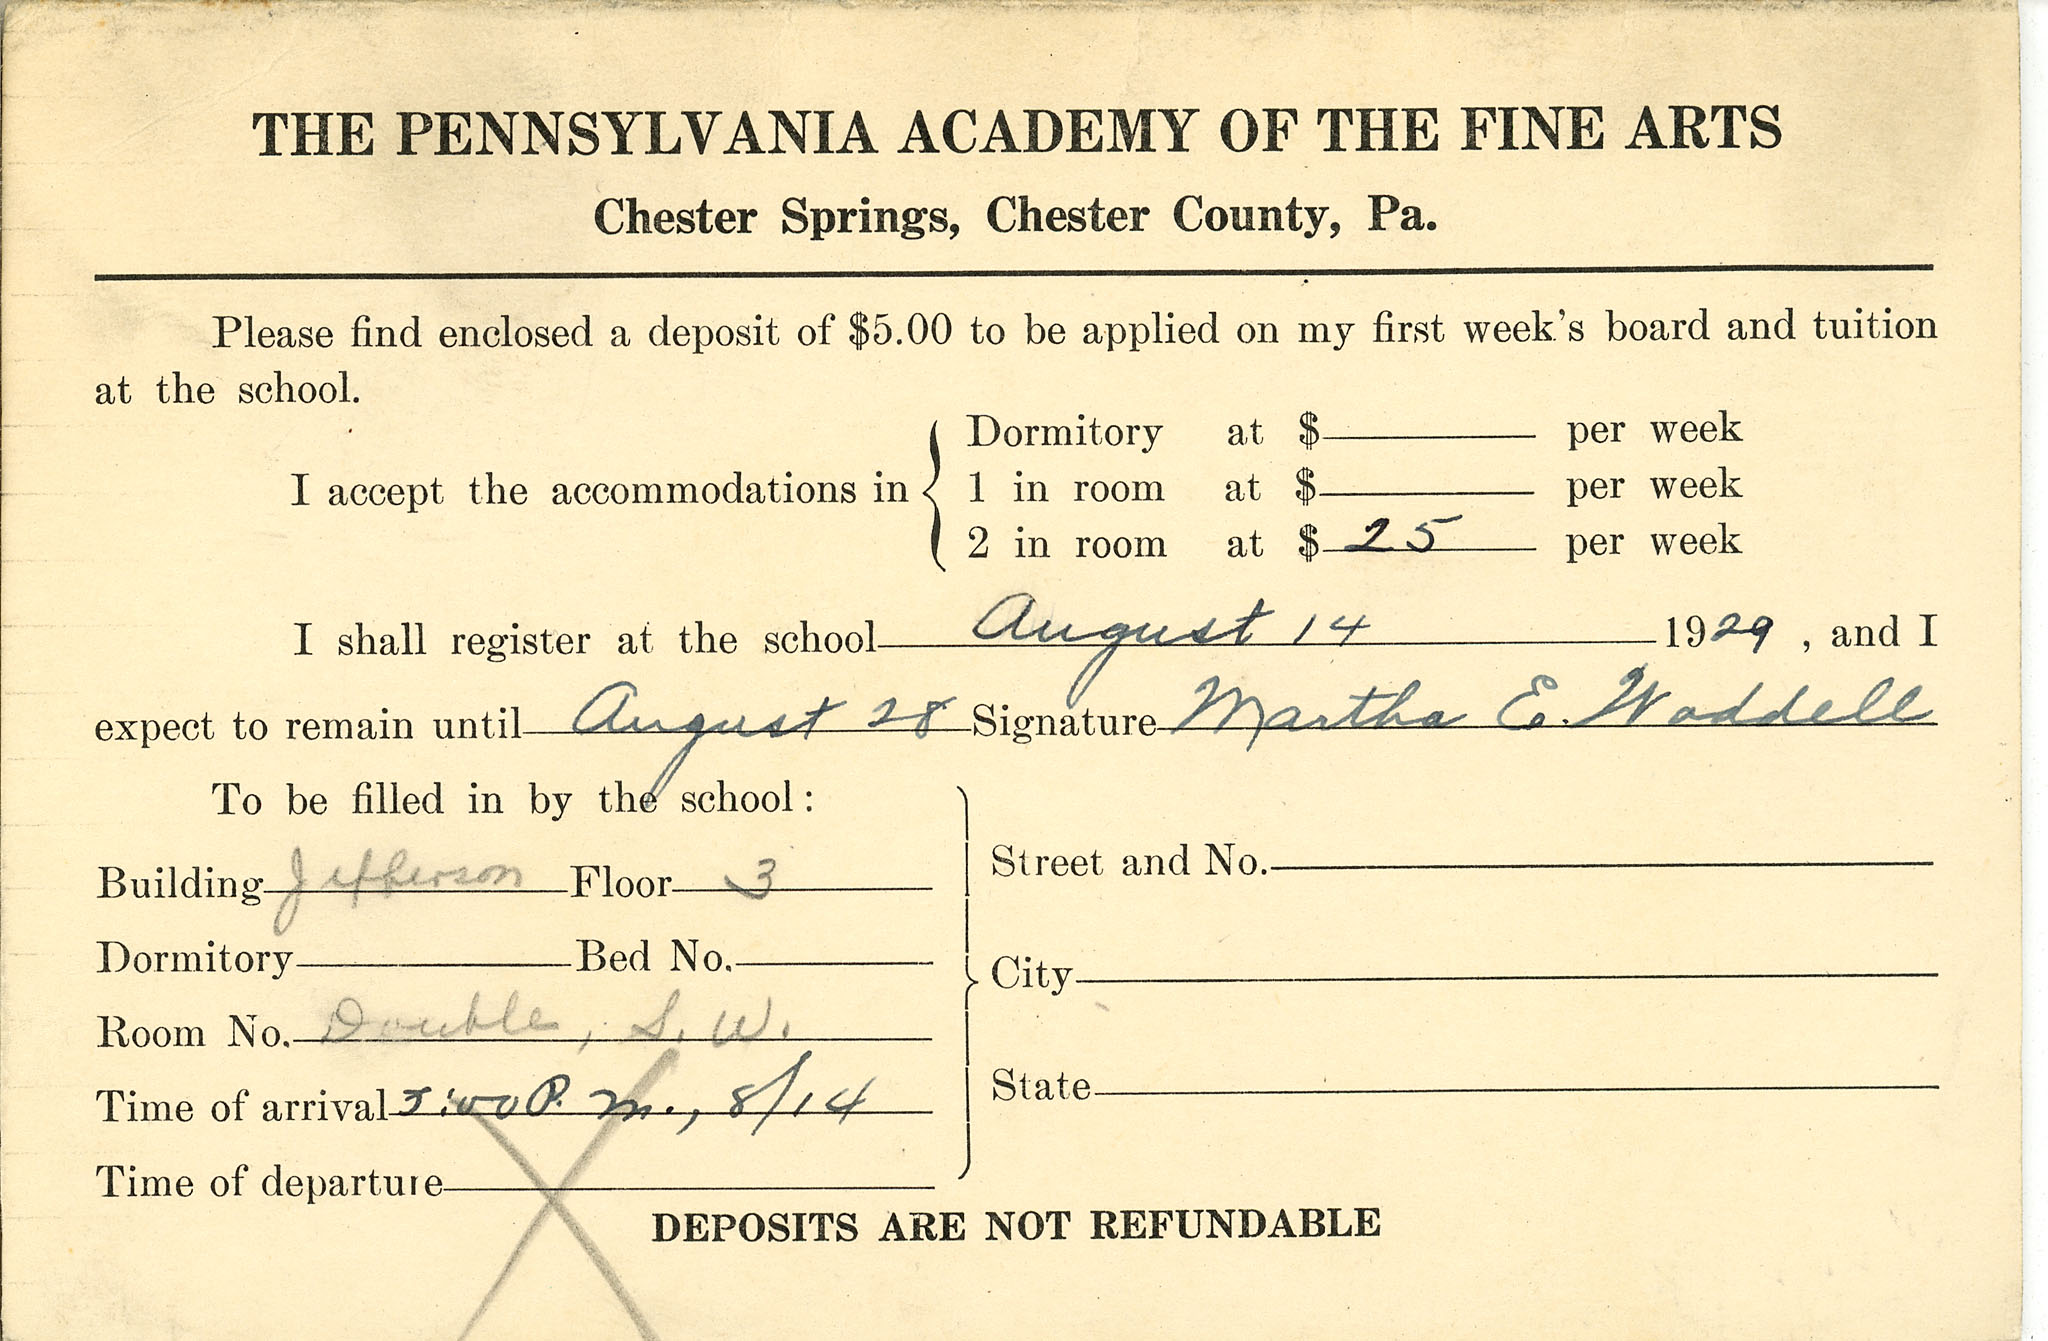 THE PENNSYLVANIA ACADEMY OF THE FINE ARTS
Chester Springs, Chester County, Pa.
Please find enclosed a deposit of $5.00 to be applied on my first week's board and tuition
at the school.
I accept the accommodations in
Dormitory at $ per week
1 in room at $ per week
2 in room at $ 25 per week
I shall register at the school August 14 1929, and I
expect to remain until August 28 Signature Martha E. Waddell
To be filled in by the school:
Building Jefferson Floor 3
Dormitory Bed No.
Room No. Double, S. W.
Time of arrival P. M., 8/14
Time of departure
Street and No.
City
State
DEPOSITS ARE NOT REFUNDABLE